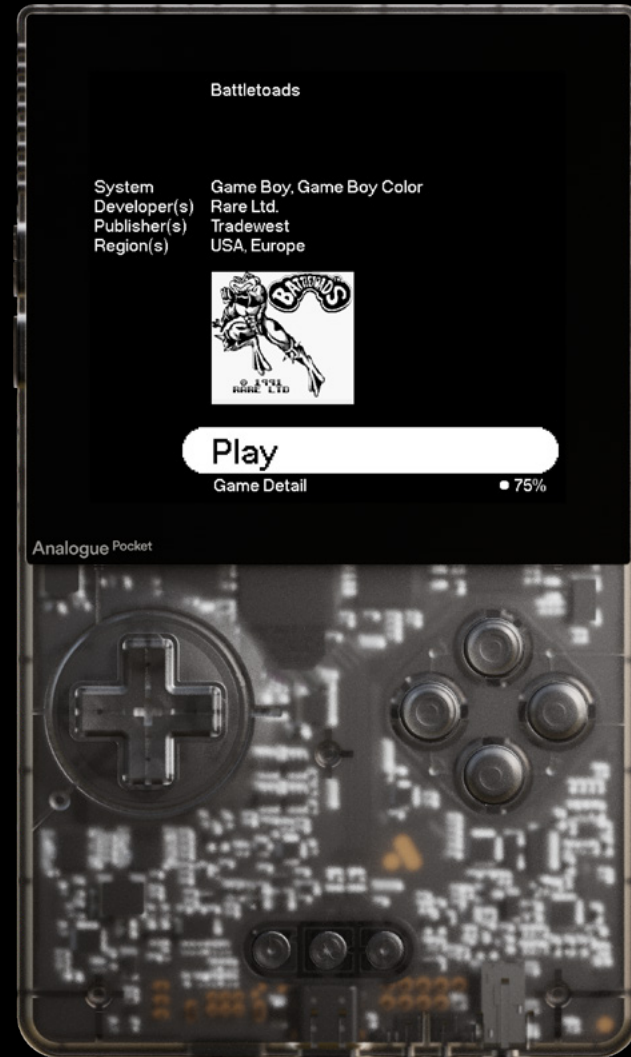 Battletoads
System Game Boy, Game Boy Color
Developer(s) Rare Ltd.
Publisher(s) Tradewest
Region(s) USA, Europe
BATTLETOADS
© 1991
RARE LTD
Play
Game Detail 75%
Analogue Pocket